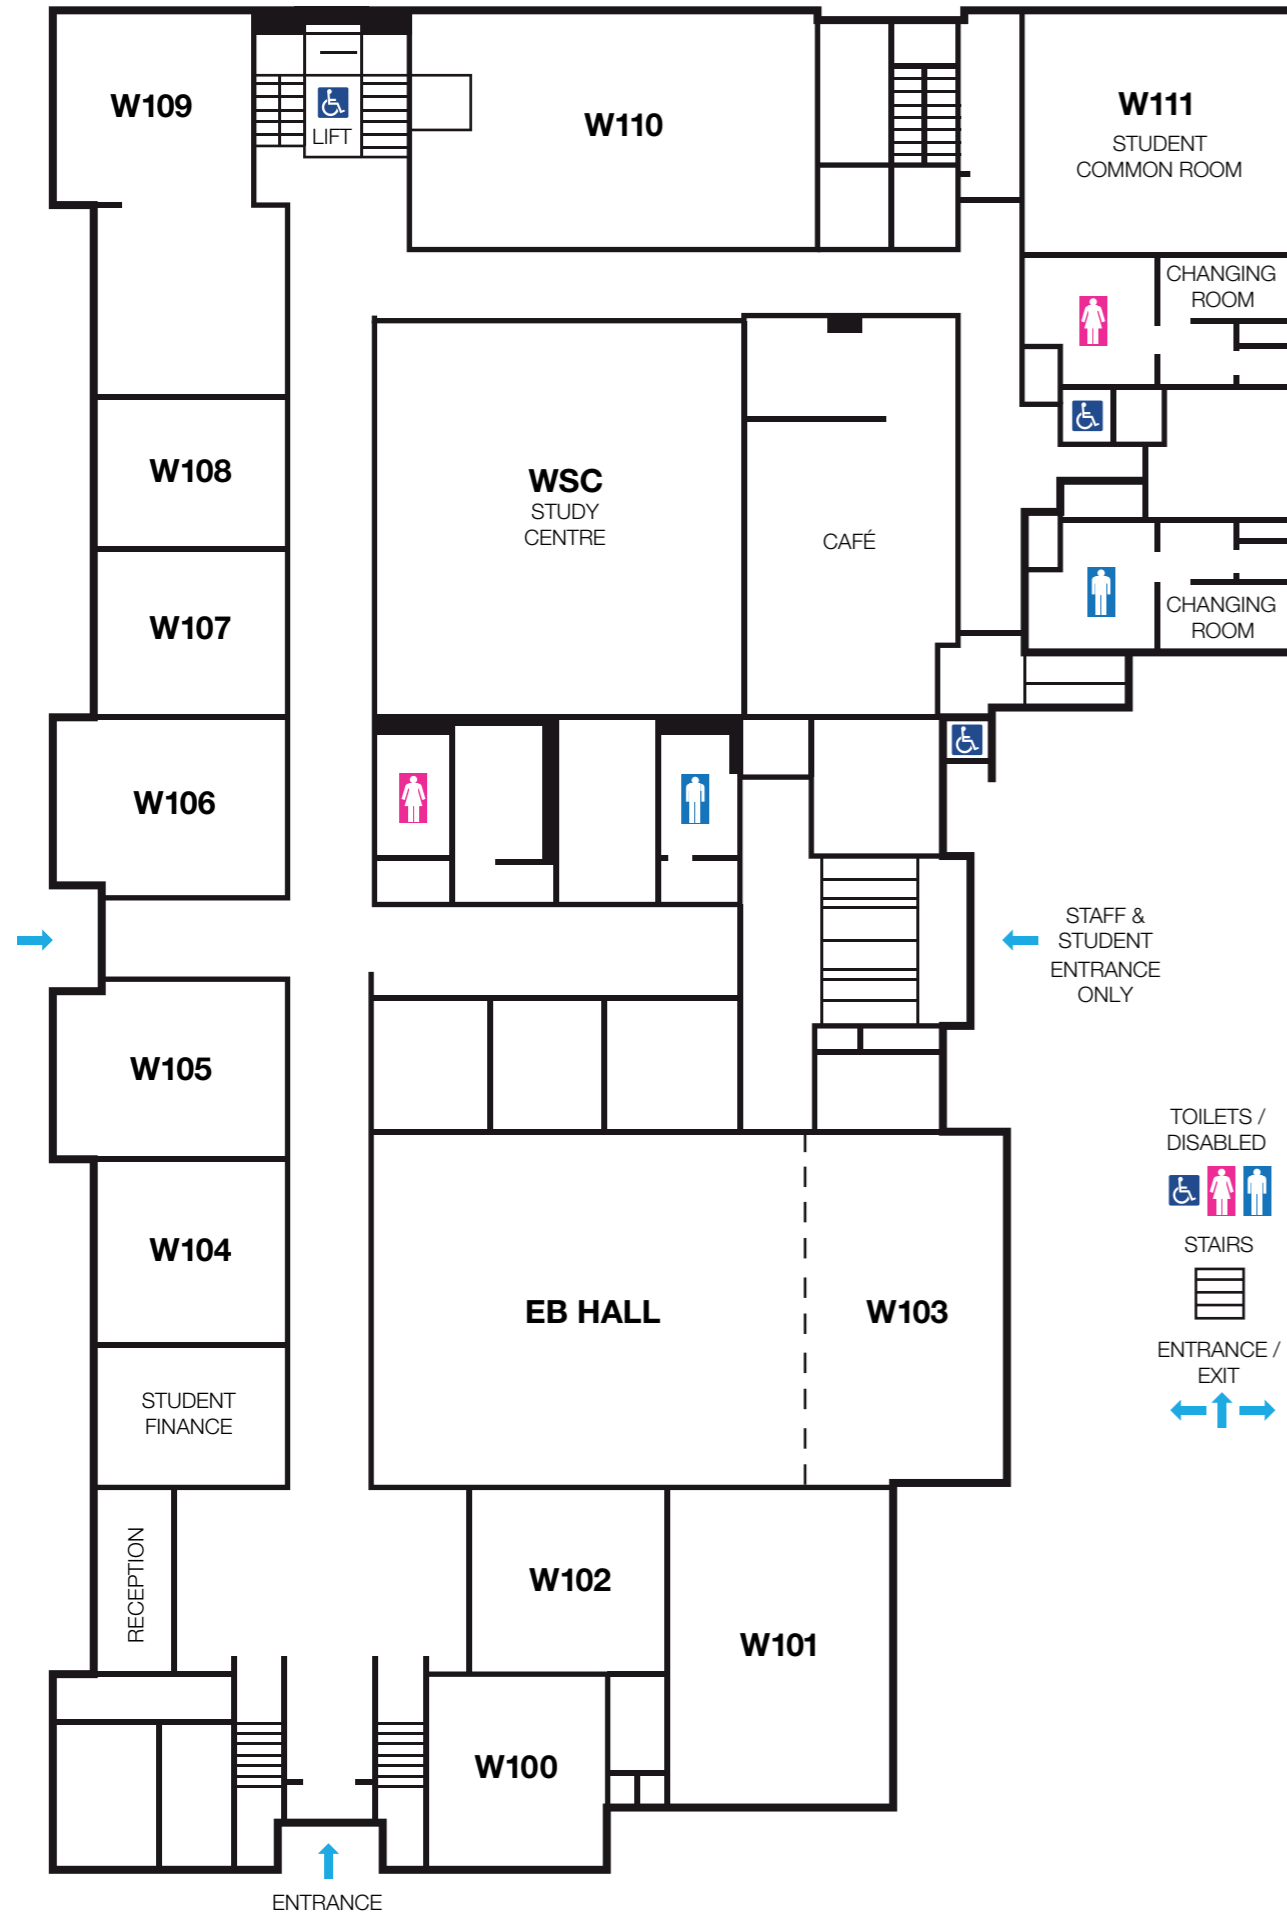 W109
LIFT
W110
W111
STUDENT
COMMON ROOM
CHANGING
ROOM
W108
WSC
STUDY
CENTRE
CAFÉ
W107
CHANGING
ROOM
W106
STAFF &
STUDENT
ENTRANCE
ONLY
W105
TOILETS /
DISABLED
W104
STAIRS
EB HALL
W103
ENTRANCE /
EXIT
STUDENT
FINANCE
RECEPTION
W102
W101
W100
ENTRANCE